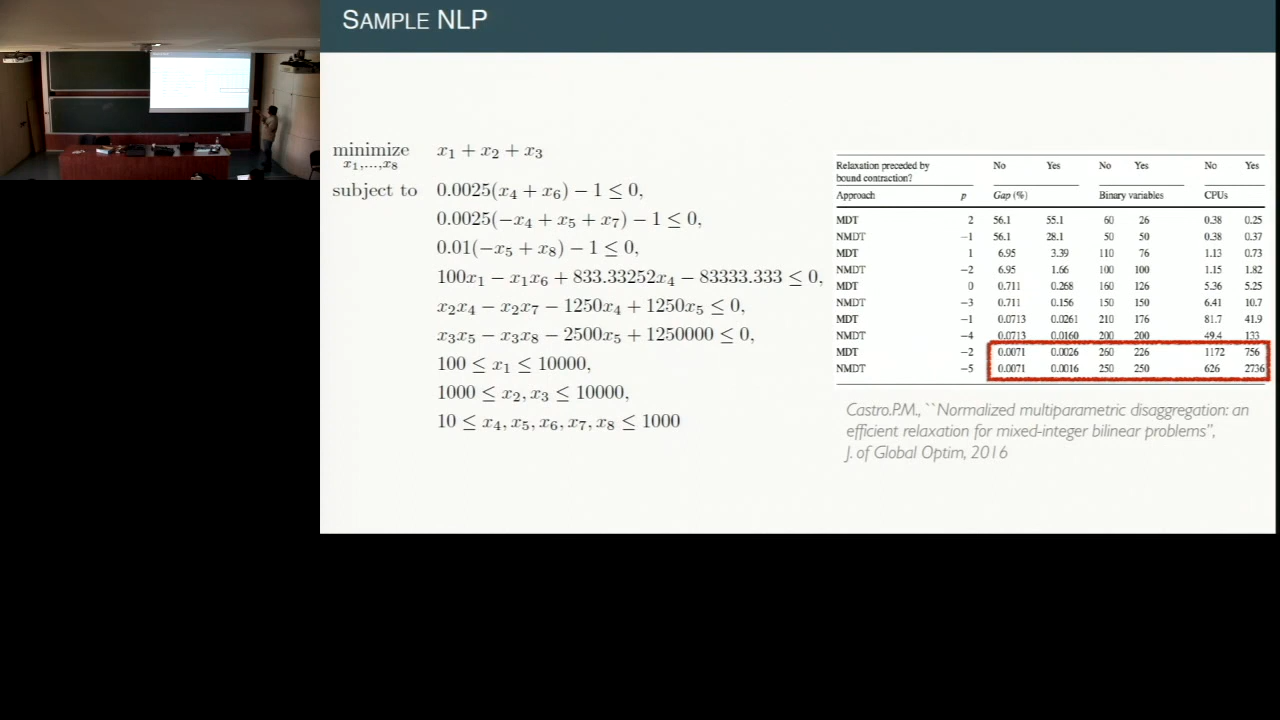 SAMPLE NLP
minimize x₁ + x₂ + x₃
x₁,...,x₈
subject to 0.0025(x₄ + x₆) − 1 ≤ 0,
0.0025(−x₄ + x₅ + x₇) − 1 ≤ 0,
0.01(−x₅ + x₈) − 1 ≤ 0,
100x₁ − x₁x₆ + 833.33252x₄ − 83333.333 ≤ 0,
x₂x₄ − x₂x₇ − 1250x₄ + 1250x₅ ≤ 0,
x₃x₅ − x₃x₈ − 2500x₅ + 1250000 ≤ 0,
100 ≤ x₁ ≤ 10000,
1000 ≤ x₂, x₃ ≤ 10000,
10 ≤ x₄, x₅, x₆, x₇, x₈ ≤ 1000
Relaxation preceded by No Yes No Yes No Yes
bound contraction?
Approach p Gap (%) Binary variables CPUs
MDT 2 56.1 55.1 60 26 0.38 0.25
NMDT −1 56.1 28.1 50 50 0.38 0.37
MDT 1 6.95 3.39 110 76 1.13 0.73
NMDT −2 6.95 1.66 100 100 1.15 1.82
MDT 0 0.711 0.268 160 126 5.36 5.25
NMDT −3 0.711 0.156 150 150 6.41 10.7
MDT −1 0.0713 0.0261 210 176 81.7 41.9
NMDT −4 0.0713 0.0160 200 200 49.4 133
MDT −2 0.0071 0.0026 260 226 1172 756
NMDT −5 0.0071 0.0016 250 250 626 2736
Castro.P.M., ``Normalized multiparametric disaggregation: an
efficient relaxation for mixed-integer bilinear problems'',
J. of Global Optim, 2016